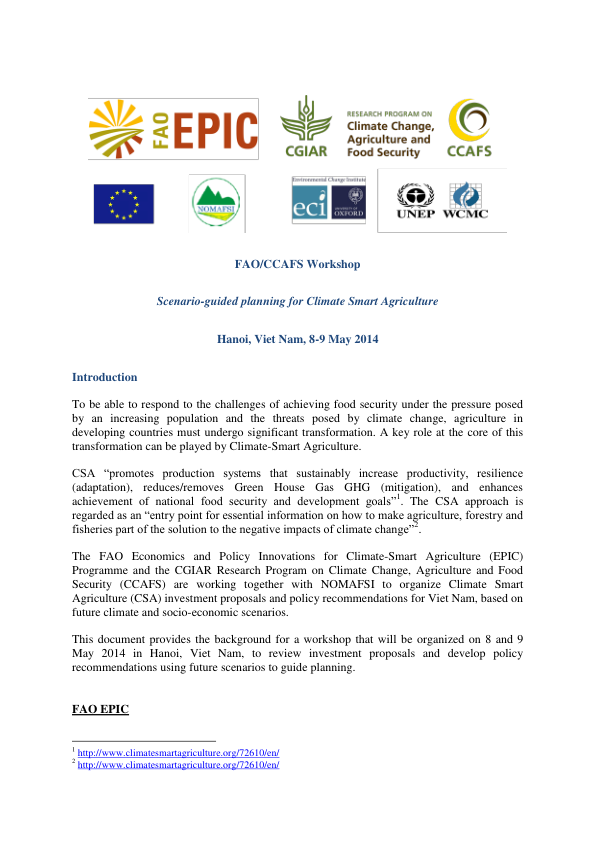 FAO EPIC
RESEARCH PROGRAM ON
Climate Change,
Agriculture and
Food Security
CGIAR
CCAFS
NOMAFSI
Environmental Change Institute
eci
UNIVERSITY OF
OXFORD
UNEP WCMC
FAO/CCAFS Workshop
Scenario-guided planning for Climate Smart Agriculture
Hanoi, Viet Nam, 8-9 May 2014
Introduction
To be able to respond to the challenges of achieving food security under the pressure posed
by an increasing population and the threats posed by climate change, agriculture in
developing countries must undergo significant transformation. A key role at the core of this
transformation can be played by Climate-Smart Agriculture.
CSA “promotes production systems that sustainably increase productivity, resilience
(adaptation), reduces/removes Green House Gas GHG (mitigation), and enhances
achievement of national food security and development goals”1. The CSA approach is
regarded as an “entry point for essential information on how to make agriculture, forestry and
fisheries part of the solution to the negative impacts of climate change”2.
The FAO Economics and Policy Innovations for Climate-Smart Agriculture (EPIC)
Programme and the CGIAR Research Program on Climate Change, Agriculture and Food
Security (CCAFS) are working together with NOMAFSI to organize Climate Smart
Agriculture (CSA) investment proposals and policy recommendations for Viet Nam, based on
future climate and socio-economic scenarios.
This document provides the background for a workshop that will be organized on 8 and 9
May 2014 in Hanoi, Viet Nam, to review investment proposals and develop policy
recommendations using future scenarios to guide planning.
FAO EPIC
1 http://www.climatesmartagriculture.org/72610/en/
2 http://www.climatesmartagriculture.org/72610/en/